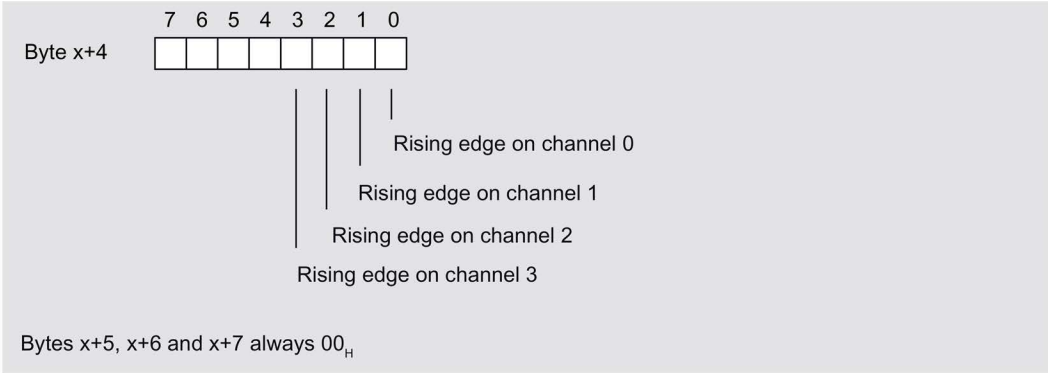 7 6 5 4 3 2 1 0
Byte x+4
Rising edge on channel 0
Rising edge on channel 1
Rising edge on channel 2
Rising edge on channel 3
Bytes x+5, x+6 and x+7 always 00H